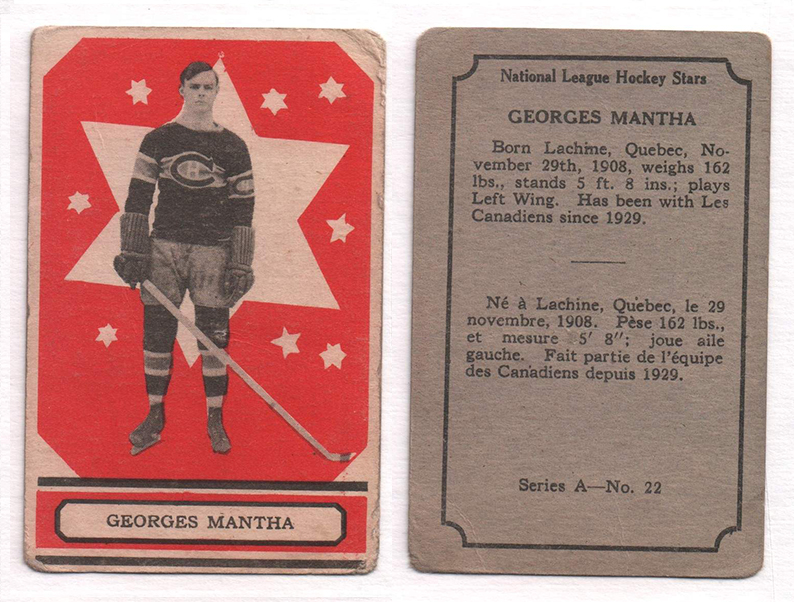 GEORGES MANTHA
National League Hockey Stars
GEORGES MANTHA
Born Lachine, Quebec, No-
vember 29th, 1908, weighs 162
lbs., stands 5 ft. 8 ins.; plays
Left Wing. Has been with Les
Canadiens since 1929.
Né à Lachine, Québec, le 29
novembre, 1908. Pèse 162 lbs.,
et mesure 5' 8"; joue aile
gauche. Fait partie de l'équipe
des Canadiens depuis 1929.
Series A—No. 22